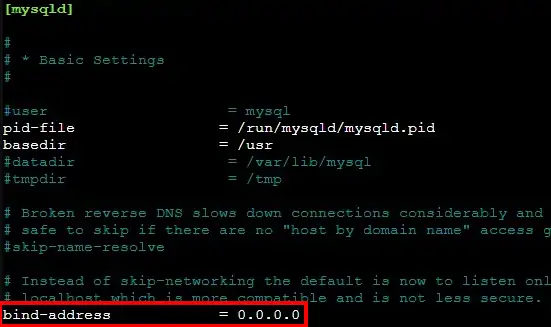 [mysqld]
#
# * Basic Settings
#
#user = mysql
pid-file = /run/mysqld/mysqld.pid
basedir = /usr
#datadir = /var/lib/mysql
#tmpdir = /tmp
# Broken reverse DNS slows down connections considerably and
# safe to skip if there are no "host by domain name" access g
#skip-name-resolve
# Instead of skip-networking the default is now to listen onl
# localhost which is more compatible and is not less secure.
bind-address = 0.0.0.0